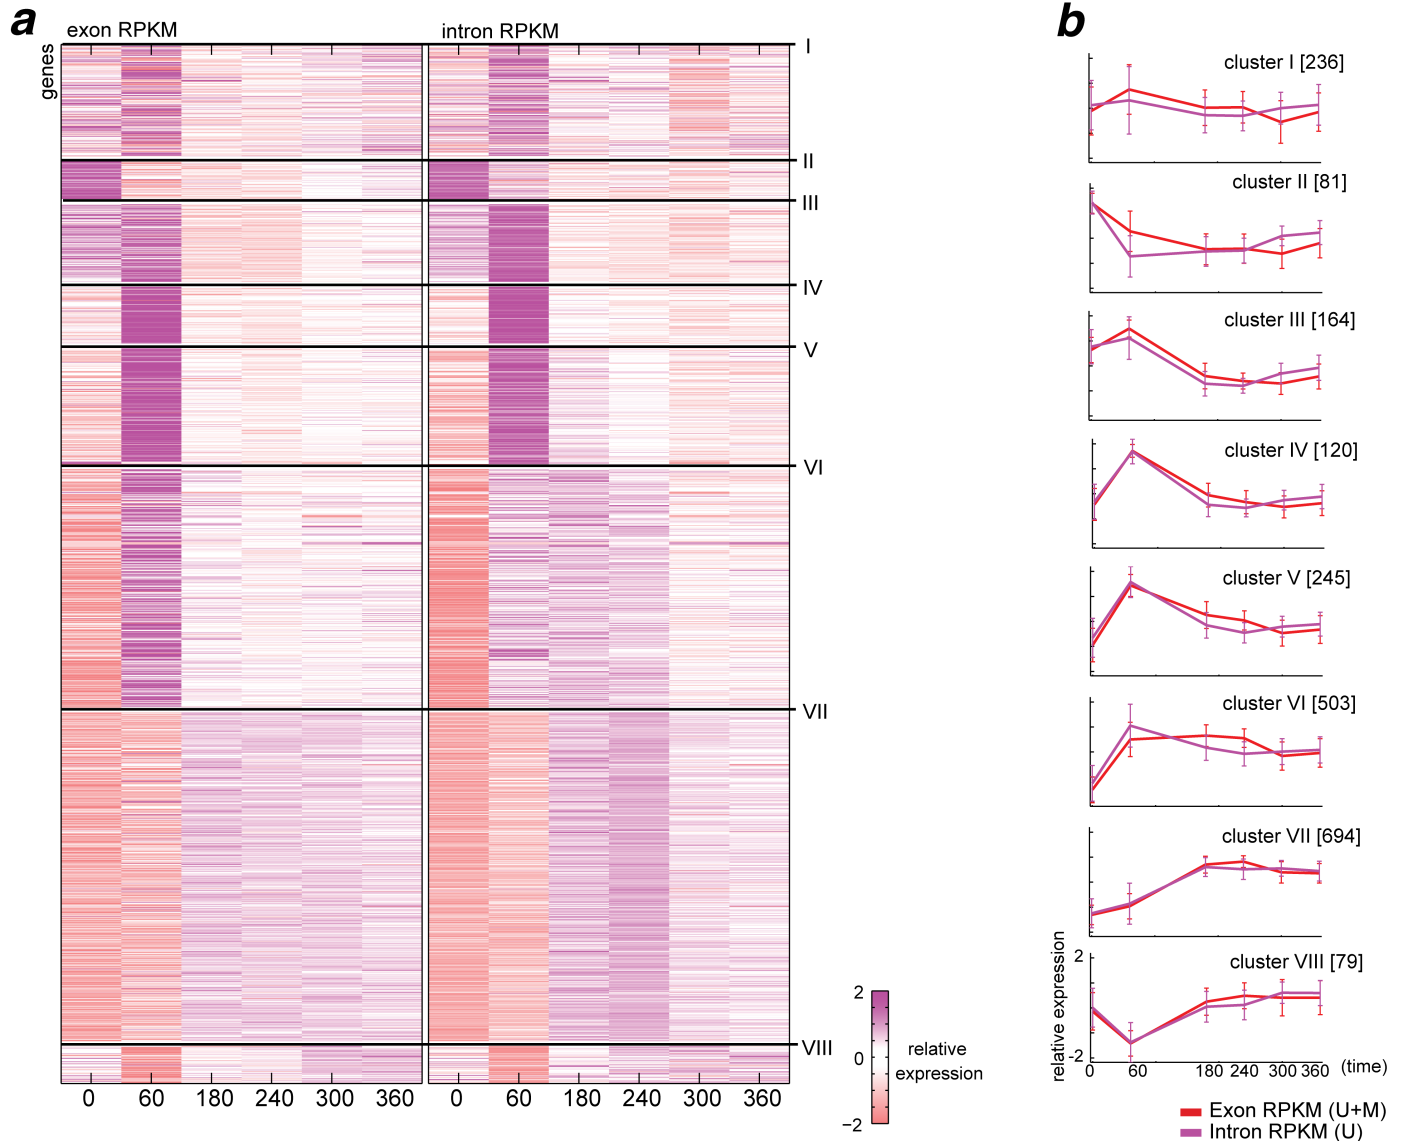 a
exon RPKM
intron RPKM
genes
I
II
III
IV
V
VI
VII
VIII
0 60 180 240 300 360
0 60 180 240 300 360
2
0
−2
relative
expression
b
cluster I [236]
cluster II [81]
cluster III [164]
cluster IV [120]
cluster V [245]
cluster VI [503]
cluster VII [694]
cluster VIII [79]
relative expression
2
-2
0 60 180 240 300 360 (time)
Exon RPKM (U+M)
Intron RPKM (U)